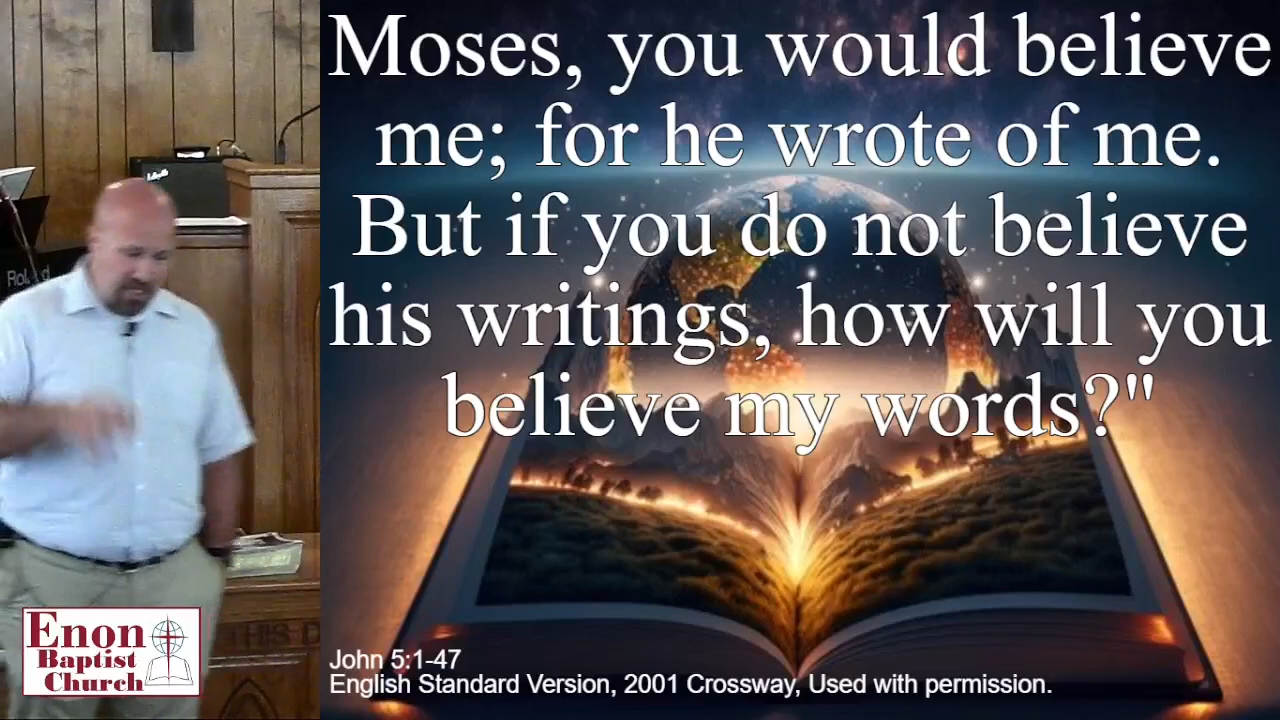 Moses, you would believe
me; for he wrote of me.
But if you do not believe
his writings, how will you
believe my words?"
John 5:1-47
English Standard Version, 2001 Crossway, Used with permission.
Enon
Baptist
Church
THIS D